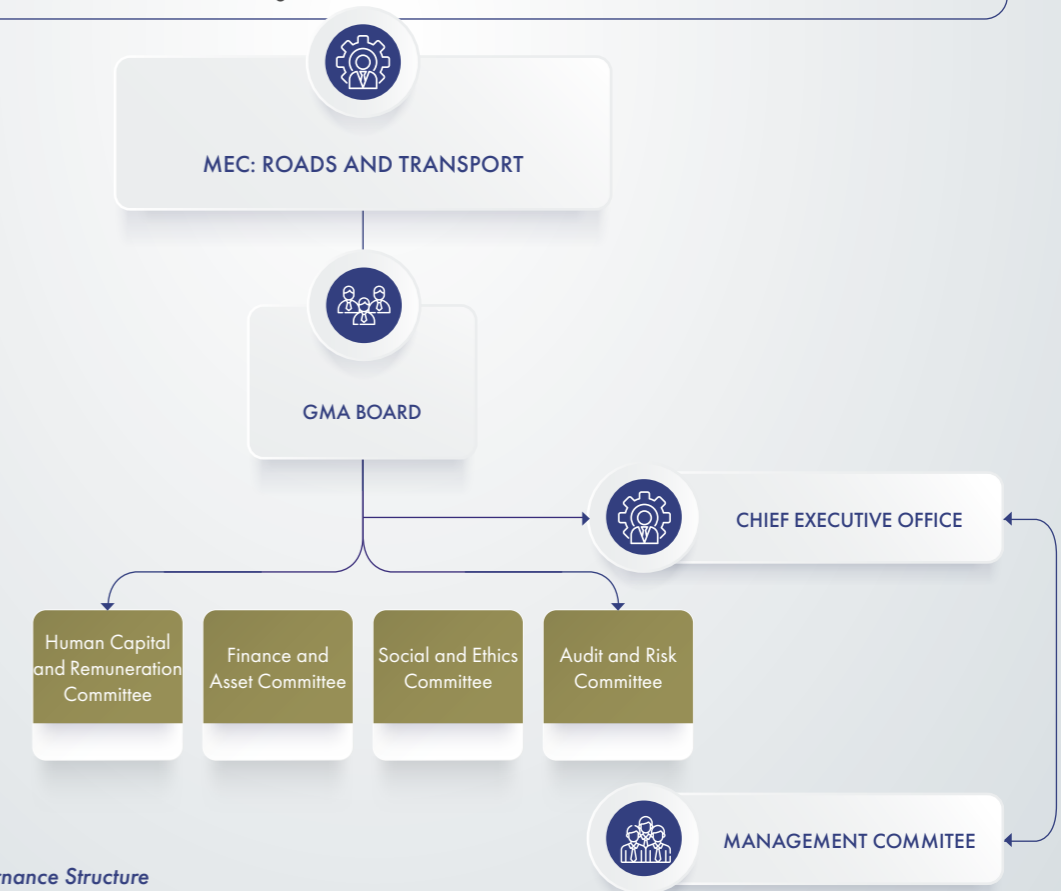 MEC: ROADS AND TRANSPORT
GMA BOARD
CHIEF EXECUTIVE OFFICE
Human Capital
and Remuneration
Committee
Finance and
Asset Committee
Social and Ethics
Committee
Audit and Risk
Committee
MANAGEMENT COMMITEE
Structure